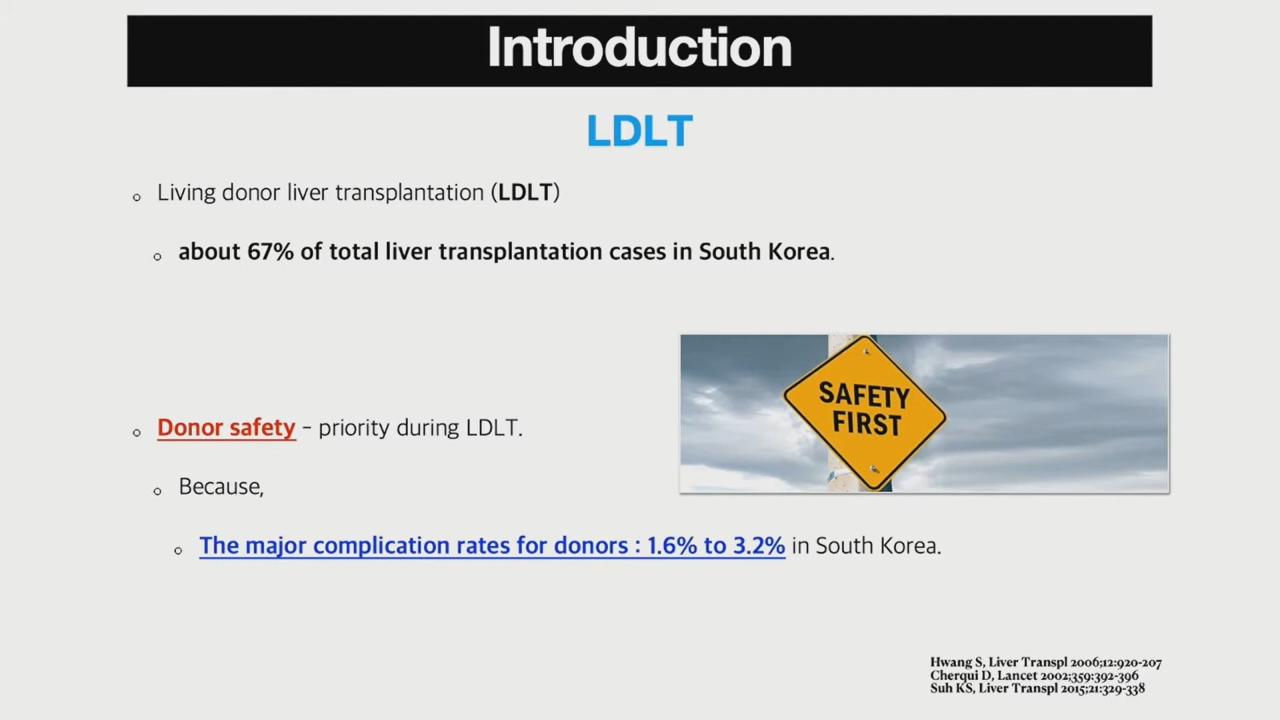 Introduction
LDLT
Living donor liver transplantation (LDLT)
about 67% of total liver transplantation cases in South Korea.
SAFETY
FIRST
Donor safety – priority during LDLT.
Because,
The major complication rates for donors : 1.6% to 3.2% in South Korea.
Hwang S, Liver Transpl 2006;12:920-207
Cherqui D, Lancet 2002;359:392-396
Suh KS, Liver Transpl 2015;21:329-338